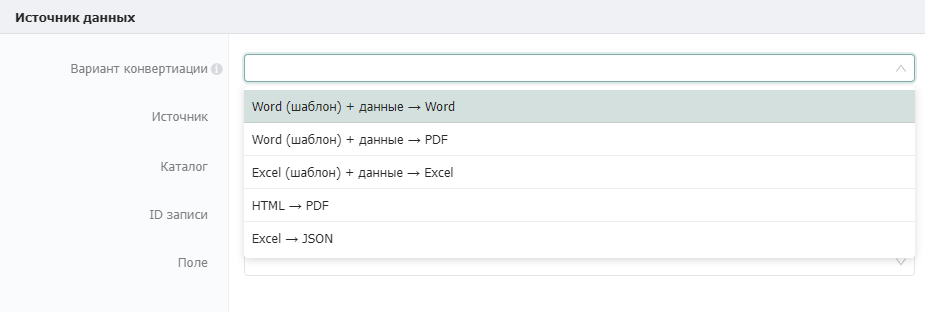 Источник данных
Вариант конвертиации
Word (шаблон) + данные → Word
Источник
Word (шаблон) + данные → PDF
Каталог
Excel (шаблон) + данные → Excel
ID записи
HTML → PDF
Excel → JSON
Поле